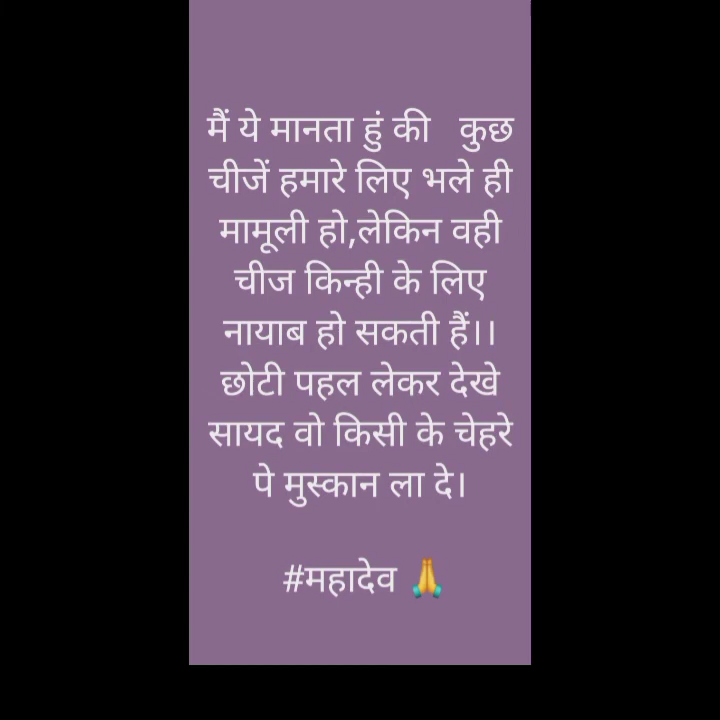 मैं ये मानता हुं की   कुछ
चीजें हमारे लिए भले ही
मामूली हो,लेकिन वही
चीज किन्ही के लिए
नायाब हो सकती हैं।।
छोटी पहल लेकर देखे
सायद वो किसी के चेहरे
पे मुस्कान ला दे।
#महादेव 🙏